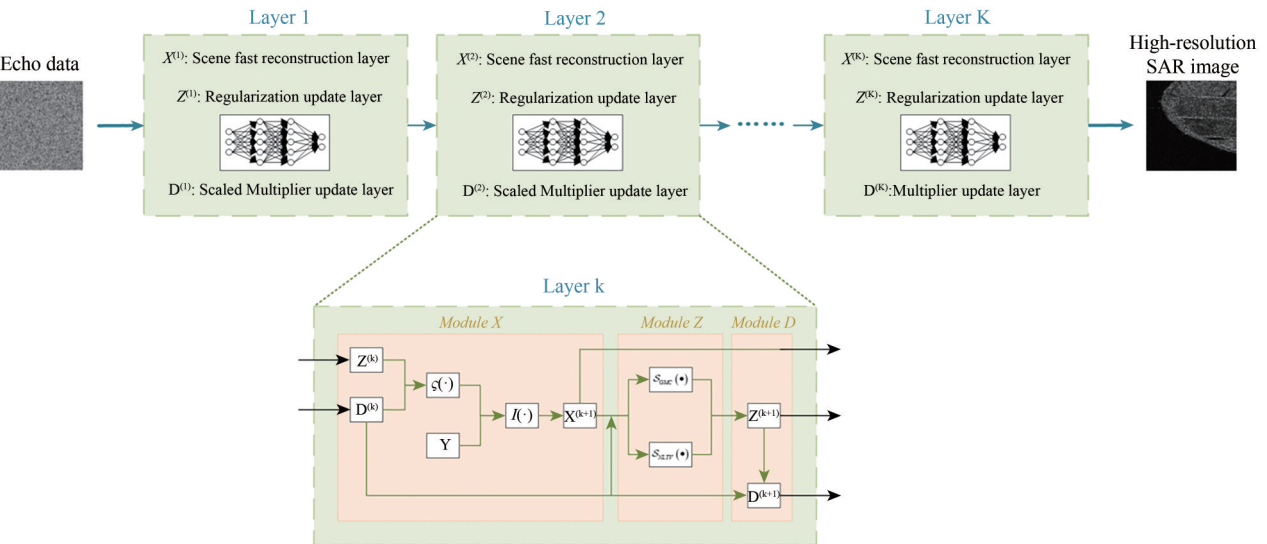 Layer 1
Layer 2
Layer K
Echo data
X(1): Scene fast reconstruction layer
Z(1): Regularization update layer
D(1): Scaled Multiplier update layer
X(2): Scene fast reconstruction layer
Z(2): Regularization update layer
D(2): Scaled Multiplier update layer
X(K): Scene fast reconstruction layer
Z(K): Regularization update layer
D(K):Multiplier update layer
High-resolution
SAR image
Layer k
Module X
Module Z
Module D
Z(k)
D(k)
ς(·)
Y
I(·)
X(k+1)
S_GMC(•)
S_NLTV(•)
Z(k+1)
D(k+1)